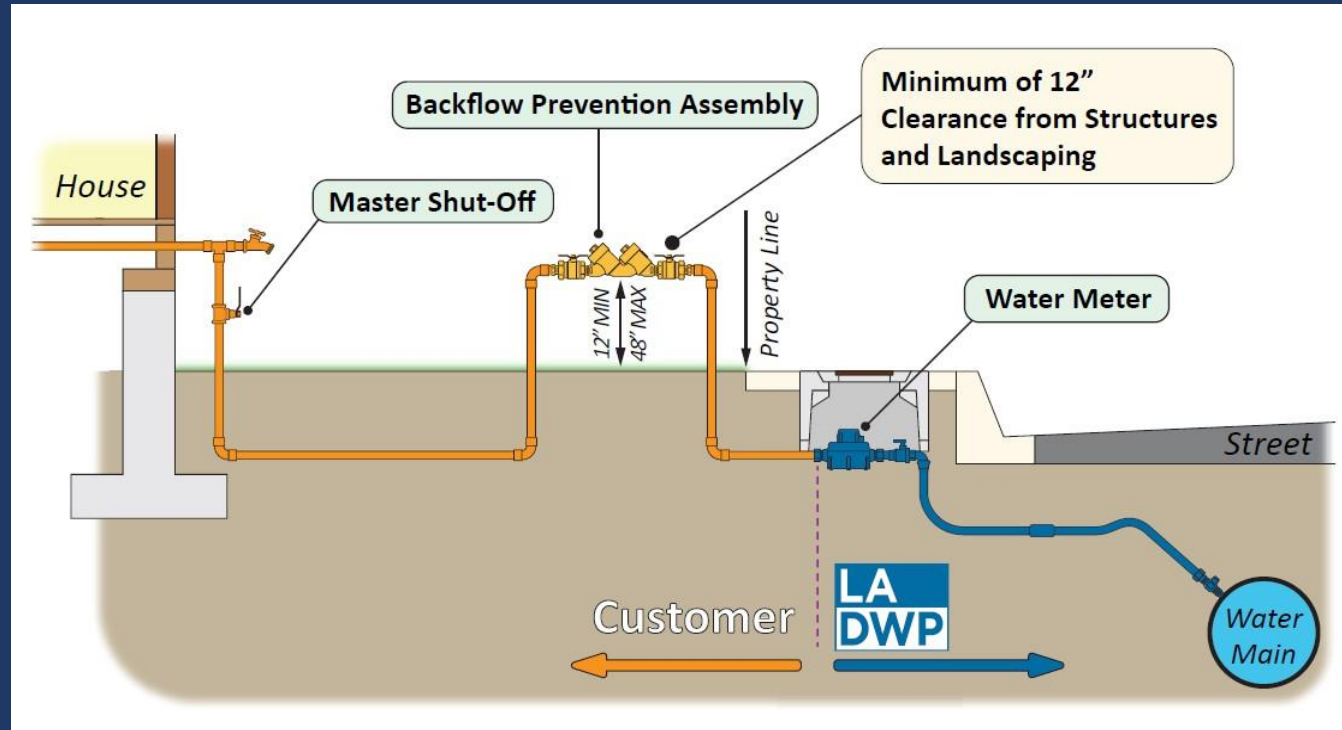 Backflow Prevention Assembly
Minimum of 12”
Clearance from Structures
and Landscaping
House
Master Shut-Off
12” MIN
48” MAX
Property Line
Water Meter
Street
Customer
LA
DWP
Water
Main